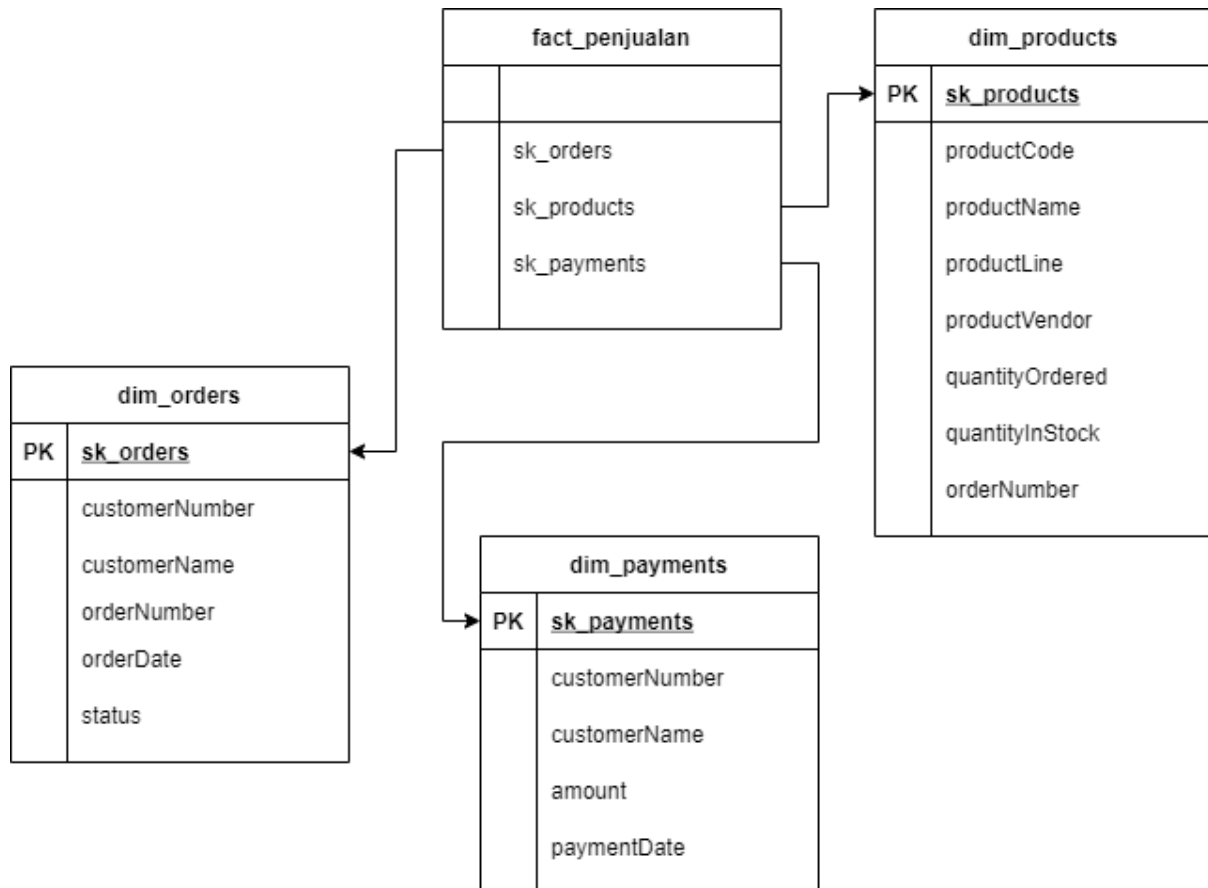 fact_penjualan
sk_orders
sk_products
sk_payments
dim_products
PK sk_products
productCode
productName
productLine
productVendor
quantityOrdered
quantityInStock
orderNumber
dim_orders
PK sk_orders
customerNumber
customerName
orderNumber
orderDate
status
dim_payments
PK sk_payments
customerNumber
customerName
amount
paymentDate